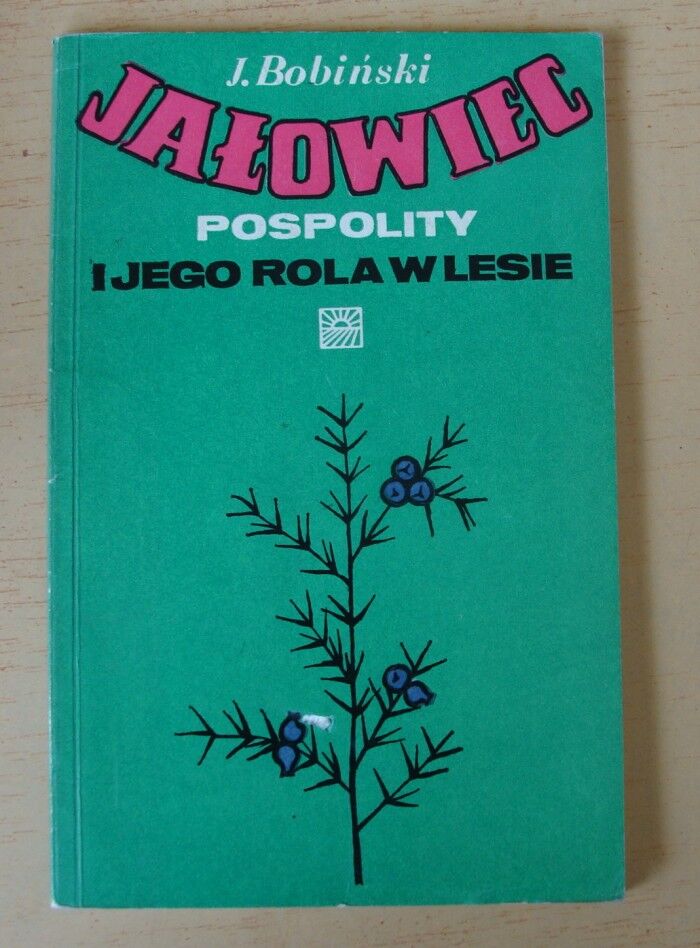 J. Bobiński
JAŁOWIEC
POSPOLITY
I JEGO ROLA W LESIE